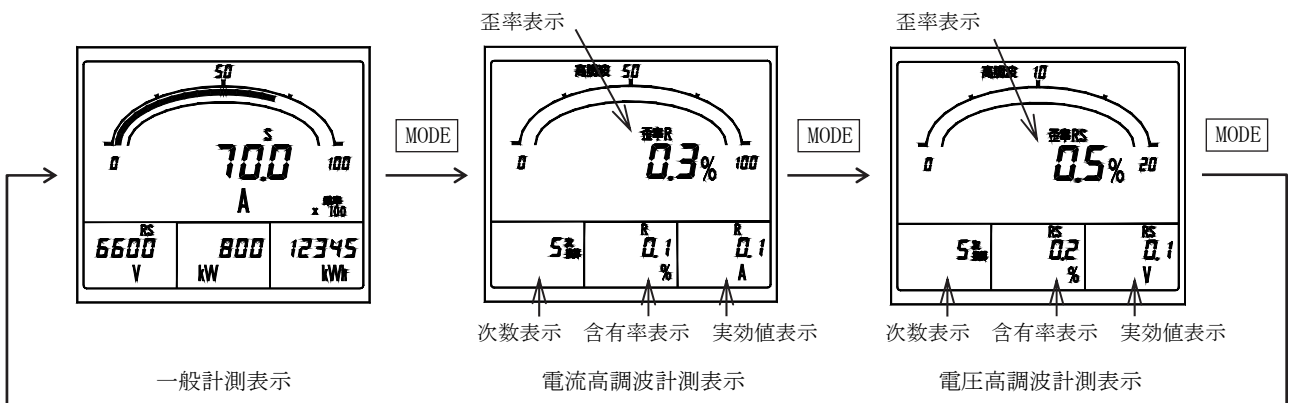 歪率表示
歪率表示
50
S
70.0
A
0
100
x 乗率 100
RS
6600
V
800
kW
12345
kWh
MODE
高調波 50
歪率R
0.3%
0
100
5次
R
0.1
%
R
0.1
A
MODE
高調波 10
歪率RS
0.5%
0
20
5次
RS
0.2
%
RS
0.1
V
MODE
次数表示 含有率表示 実効値表示
次数表示 含有率表示 実効値表示
一般計測表示
電流高調波計測表示
電圧高調波計測表示